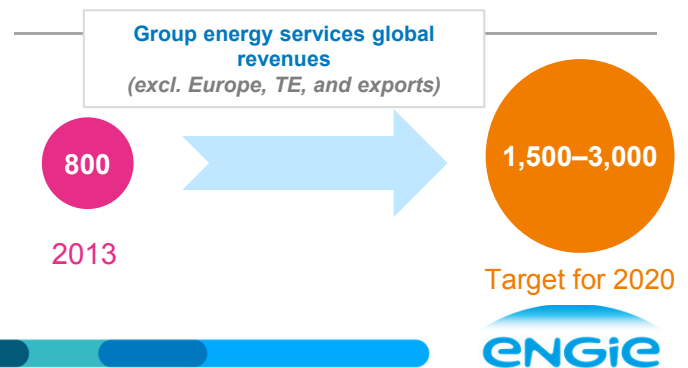 Group energy services global
revenues
(excl. Europe, TE, and exports)
800
1,500–3,000
2013
Target for 2020
ENGIE